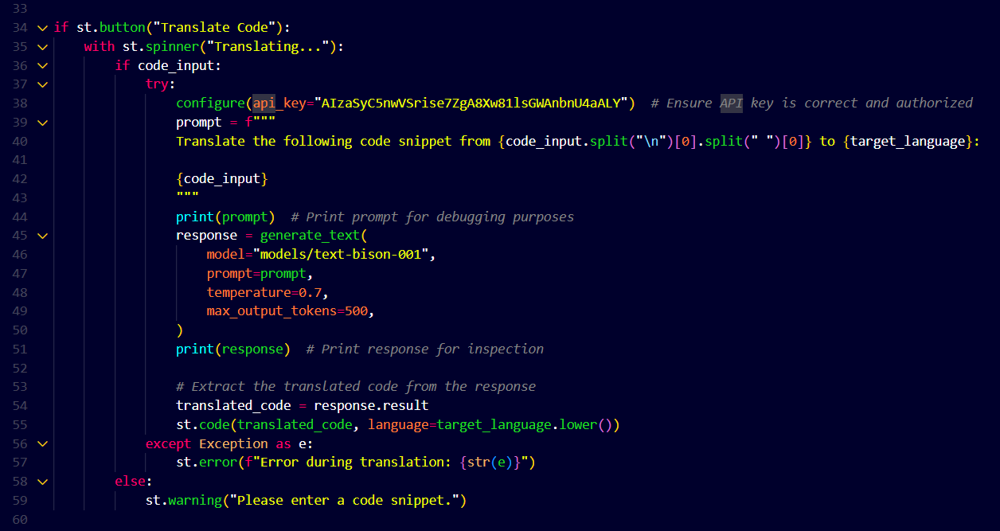 33
34 if st.button("Translate Code"):
35 with st.spinner("Translating..."):
36 if code_input:
37 try:
38 configure(api_key="AIzaSyC5nwVSrise7ZgA8Xw81lsGWAnbnU4aALY") # Ensure API key is correct and authorized
39 prompt = f"""
40 Translate the following code snippet from {code_input.split("\n")[0].split(" ")[0]} to {target_language}:
41
42 {code_input}
43 """
44 print(prompt) # Print prompt for debugging purposes
45 response = generate_text(
46 model="models/text-bison-001",
47 prompt=prompt,
48 temperature=0.7,
49 max_output_tokens=500,
50 )
51 print(response) # Print response for inspection
52
53 # Extract the translated code from the response
54 translated_code = response.result
55 st.code(translated_code, language=target_language.lower())
56 except Exception as e:
57 st.error(f"Error during translation: {str(e)}")
58 else:
59 st.warning("Please enter a code snippet.")
60